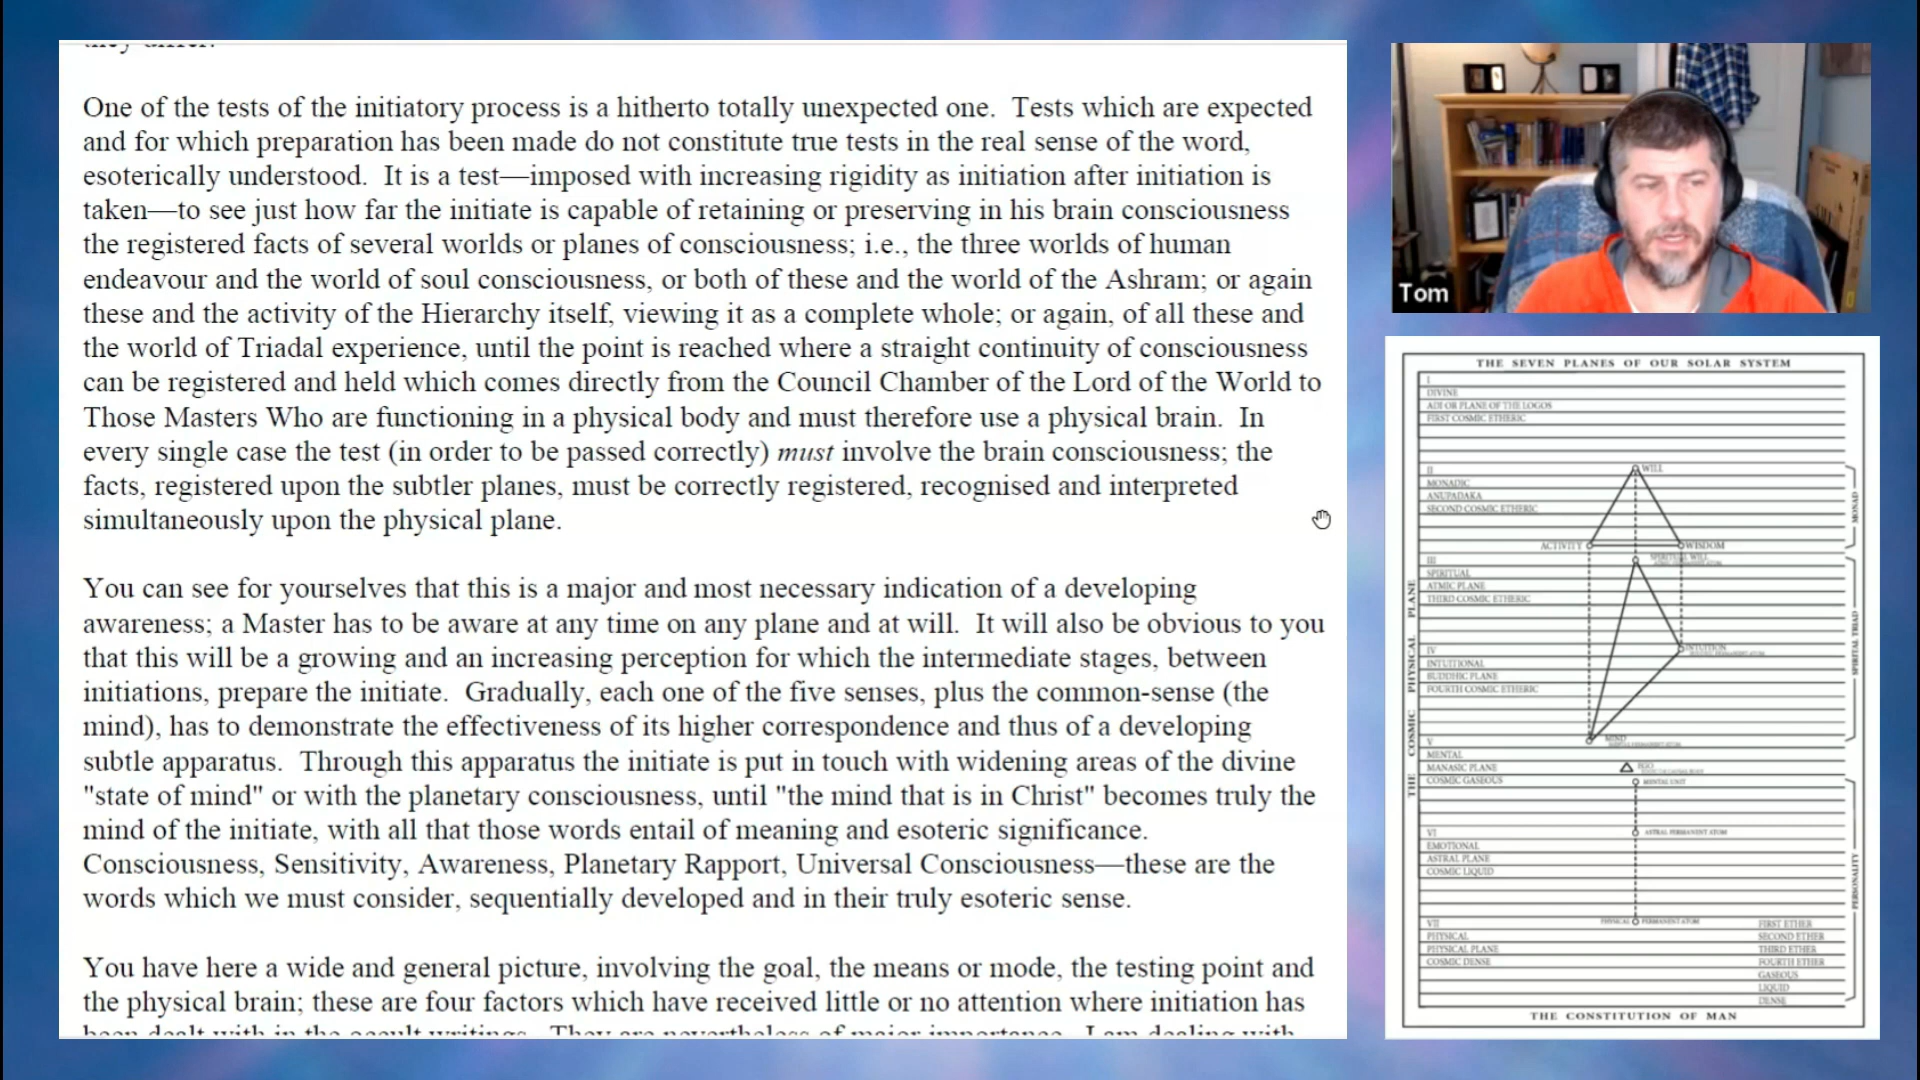 One of the tests of the initiatory process is a hitherto totally unexpected one.  Tests which are expected
and for which preparation has been made do not constitute true tests in the real sense of the word,
esoterically understood.  It is a test—imposed with increasing rigidity as initiation after initiation is
taken—to see just how far the initiate is capable of retaining or preserving in his brain consciousness
the registered facts of several worlds or planes of consciousness; i.e., the three worlds of human
endeavour and the world of soul consciousness, or both of these and the world of the Ashram; or again
these and the activity of the Hierarchy itself, viewing it as a complete whole; or again, of all these and
the world of Triadal experience, until the point is reached where a straight continuity of consciousness
can be registered and held which comes directly from the Council Chamber of the Lord of the World to
Those Masters Who are functioning in a physical body and must therefore use a physical brain.  In
every single case the test (in order to be passed correctly) must involve the brain consciousness; the
facts, registered upon the subtler planes, must be correctly registered, recognised and interpreted
simultaneously upon the physical plane.
You can see for yourselves that this is a major and most necessary indication of a developing
awareness; a Master has to be aware at any time on any plane and at will.  It will also be obvious to you
that this will be a growing and an increasing perception for which the intermediate stages, between
initiations, prepare the initiate.  Gradually, each one of the five senses, plus the common-sense (the
mind), has to demonstrate the effectiveness of its higher correspondence and thus of a developing
subtle apparatus.  Through this apparatus the initiate is put in touch with widening areas of the divine
"state of mind" or with the planetary consciousness, until "the mind that is in Christ" becomes truly the
mind of the initiate, with all that those words entail of meaning and esoteric significance.
Consciousness, Sensitivity, Awareness, Planetary Rapport, Universal Consciousness—these are the
words which we must consider, sequentially developed and in their truly esoteric sense.
You have here a wide and general picture, involving the goal, the means or mode, the testing point and
the physical brain; these are four factors which have received little or no attention where initiation has
Tom
THE SEVEN PLANES OF OUR SOLAR SYSTEM
I
DIVINE
ADI OR PLANE OF THE LOGOS
FIRST COSMIC ETHERIC
II
WILL
MONADIC
ANUPADAKA
SECOND COSMIC ETHERIC
MONAD
ACTIVITY
WISDOM
III
SPIRITUAL WILL
SPIRITUAL
ATMIC PLANE
THIRD COSMIC ETHERIC
SPIRITUAL TRIAD
IV
INTUITION
INTUITIONAL
BUDDHIC PLANE
FOURTH COSMIC ETHERIC
THE COSMIC PHYSICAL PLANE
V
MIND
MENTAL
MANASIC PLANE
EGO
COSMIC GASEOUS
MENTAL UNIT
VI
ASTRAL PERMANENT ATOM
EMOTIONAL
ASTRAL PLANE
COSMIC LIQUID
PERSONALITY
VII
PHYSICAL PERMANENT ATOM
FIRST ETHER
PHYSICAL
SECOND ETHER
PHYSICAL PLANE
THIRD ETHER
COSMIC DENSE
FOURTH ETHER
GASEOUS
LIQUID
DENSE
THE CONSTITUTION OF MAN